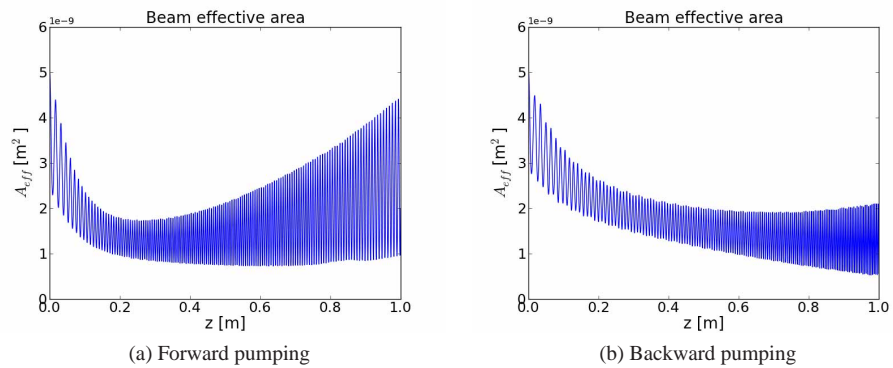 Beam effective area
1e−9
6
5
4
3
2
1
0
A_eff [m²]
0.0 0.2 0.4 0.6 0.8 1.0
z [m]
(a) Forward pumping
Beam effective area
1e−9
6
5
4
3
2
1
0
A_eff [m²]
0.0 0.2 0.4 0.6 0.8 1.0
z [m]
(b) Backward pumping